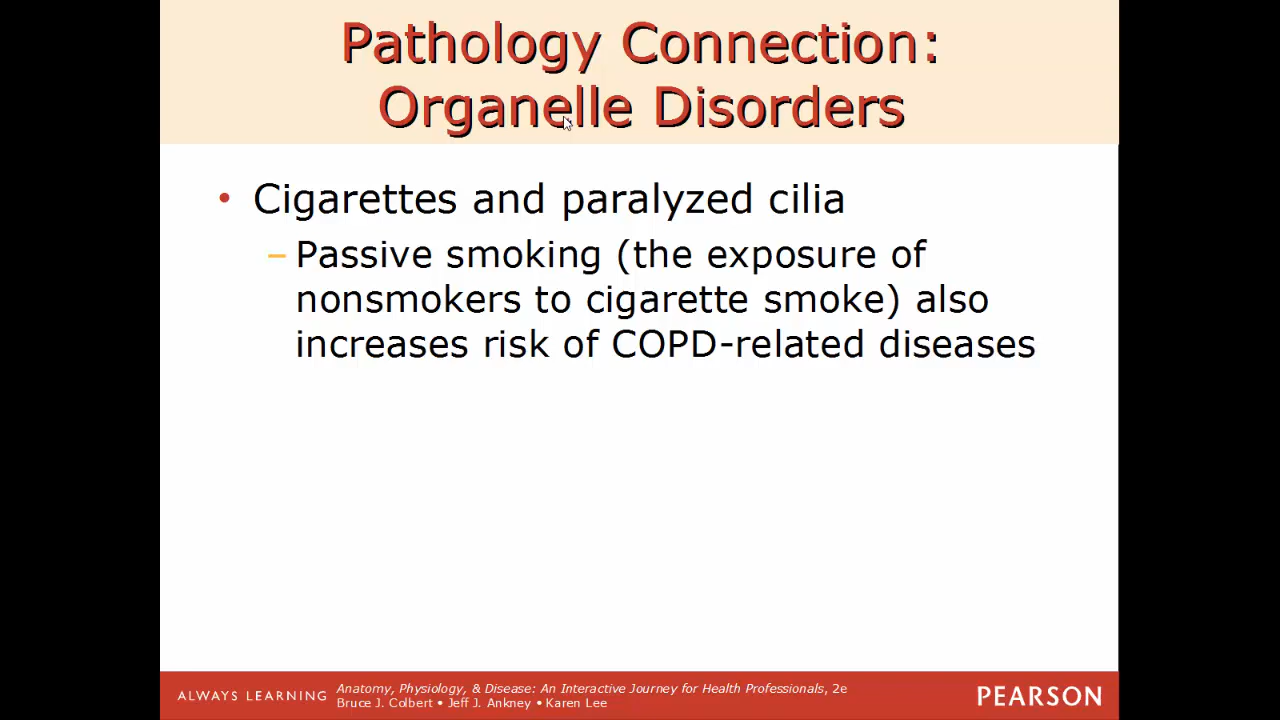 Pathology Connection:
Organelle Disorders
• Cigarettes and paralyzed cilia
– Passive smoking (the exposure of
nonsmokers to cigarette smoke) also
increases risk of COPD-related diseases
ALWAYS LEARNING
Anatomy, Physiology, & Disease: An Interactive Journey for Health Professionals, 2e
Bruce J. Colbert • Jeff J. Ankney • Karen Lee
PEARSON